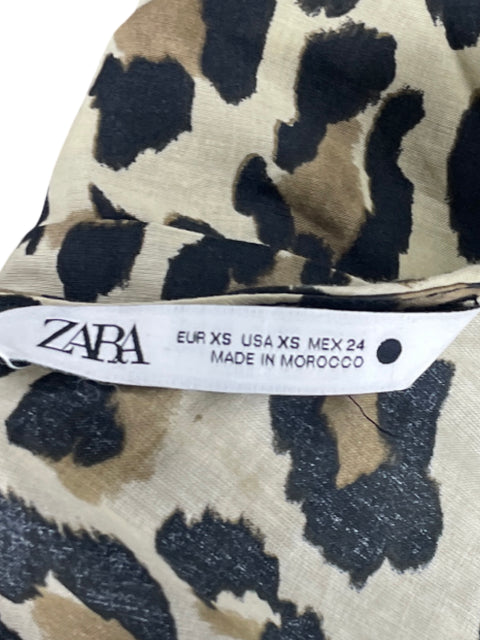 ZARA
EUR XS USA XS MEX 24
MADE IN MOROCCO